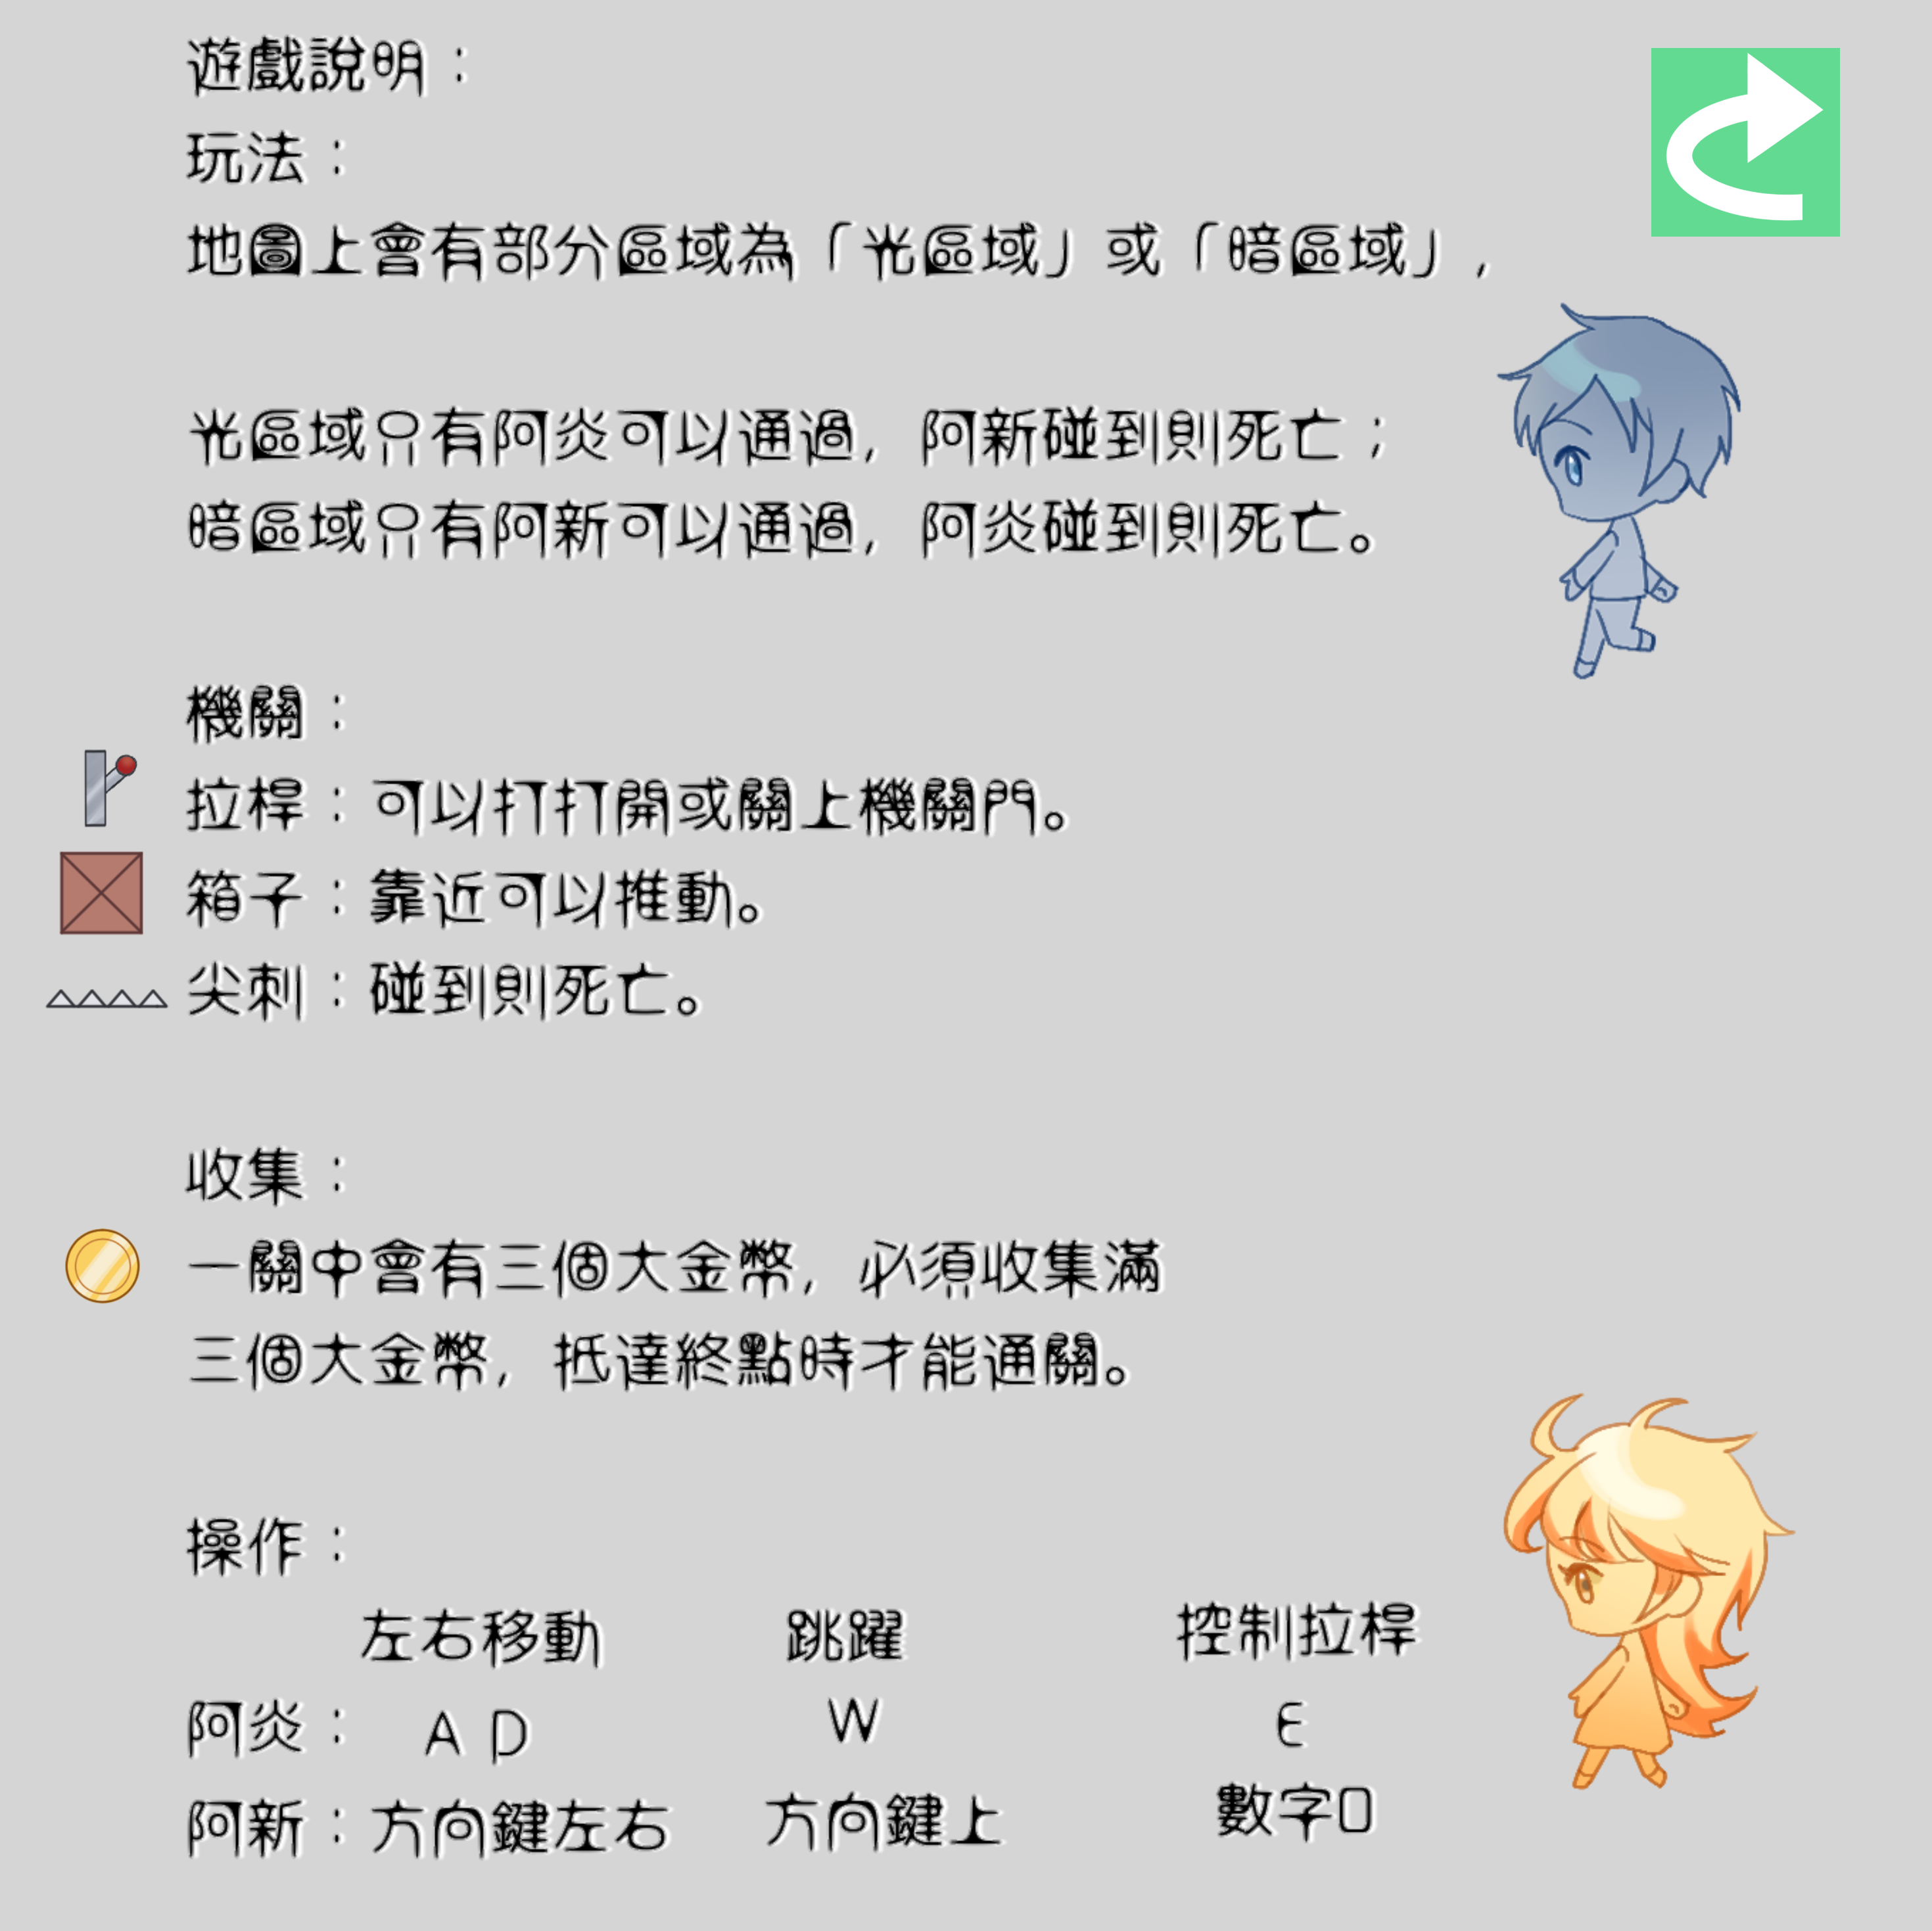 遊戲說明：
玩法：
地圖上會有部分區域為「光區域」或「暗區域」，
光區域只有阿炎可以通過，阿新碰到則死亡；
暗區域只有阿新可以通過，阿炎碰到則死亡。
機關：
拉桿：可以打打開或關上機關門。
箱子：靠近可以推動。
尖刺：碰到則死亡。
收集：
一關中會有三個大金幣，必須收集滿
三個大金幣，抵達終點時才能通關。
操作：
左右移動 跳躍 控制拉桿
阿炎： A D W E
阿新：方向鍵左右 方向鍵上 數字0